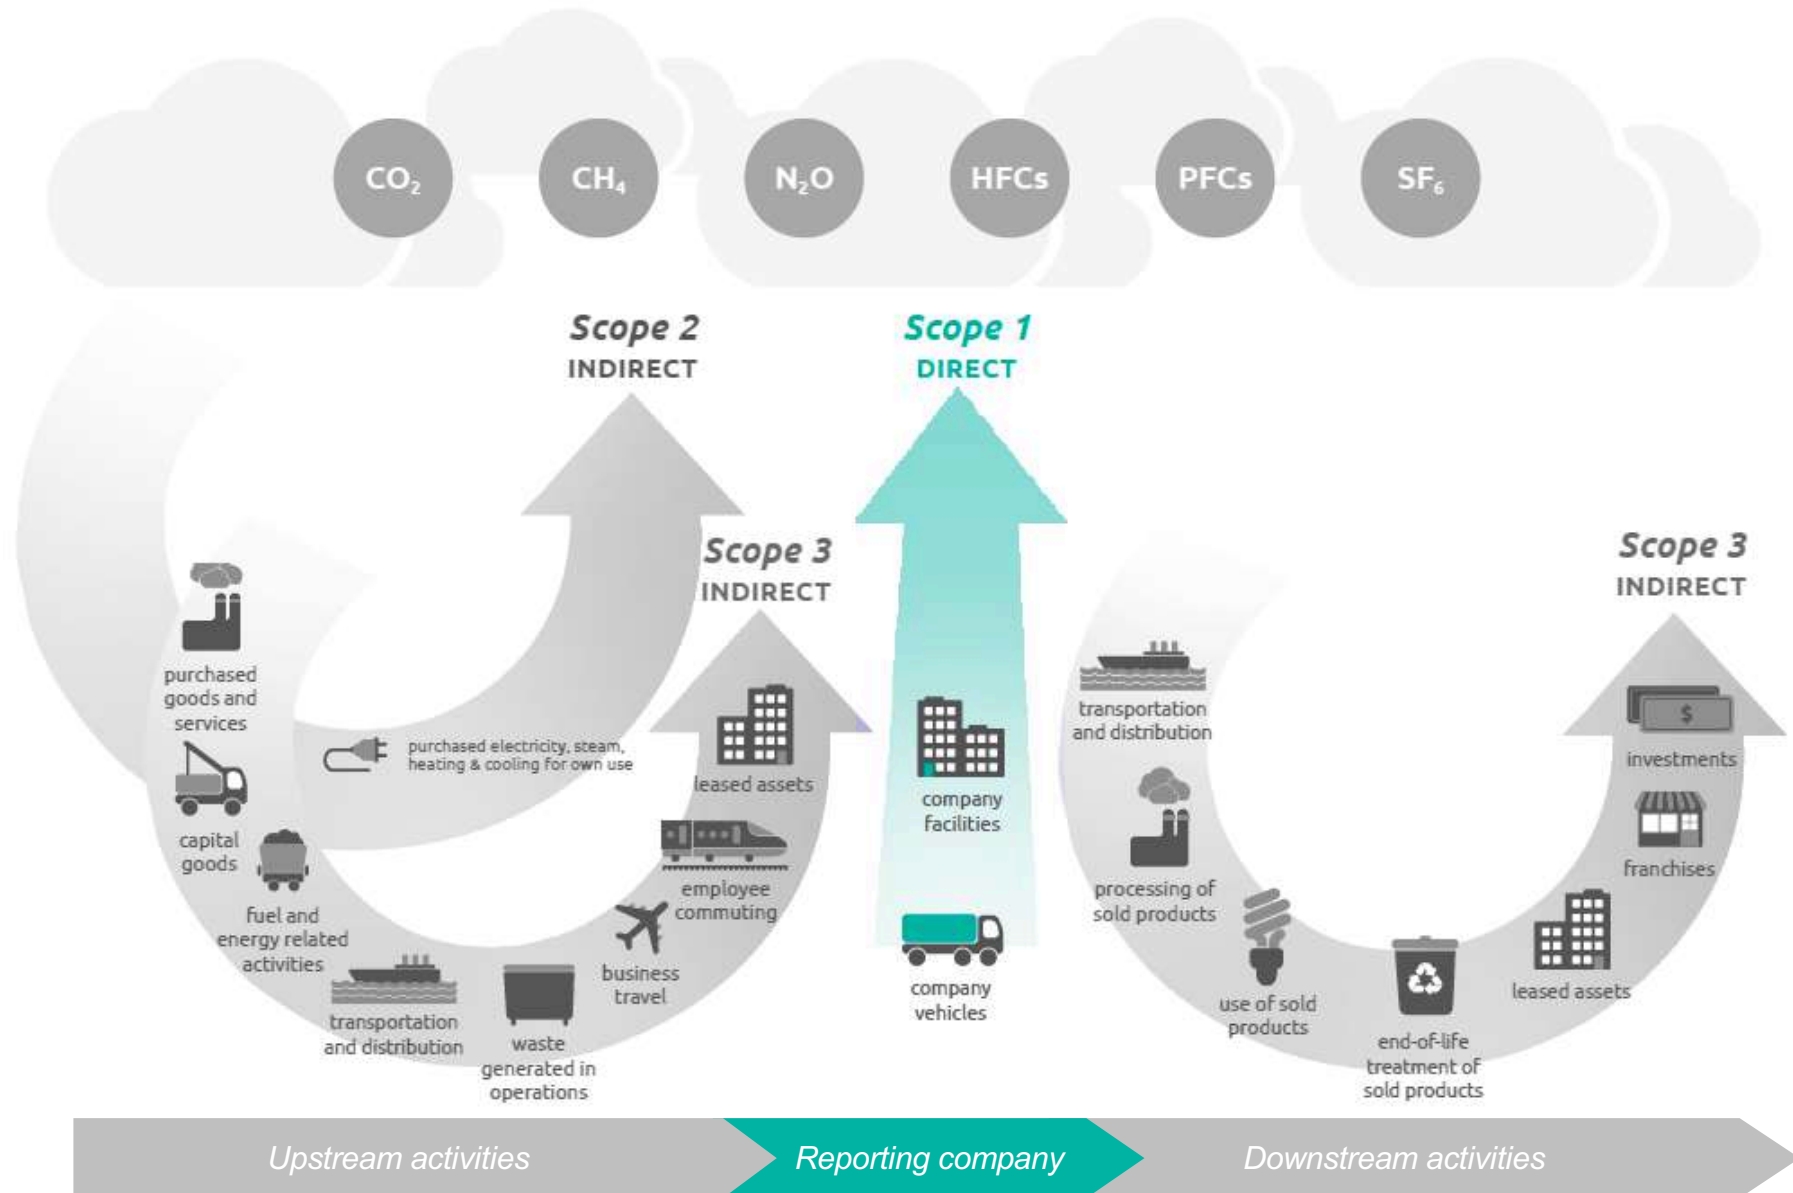 CO₂
CH₄
N₂O
HFCs
PFCs
SF₆
Scope 2
INDIRECT
Scope 1
DIRECT
Scope 3
INDIRECT
Scope 3
INDIRECT
purchased
goods and
services
capital
goods
fuel and
energy related
activities
purchased electricity, steam,
heating & cooling for own use
transportation
and distribution
waste
generated in
operations
business
travel
employee
commuting
leased assets
company
facilities
company
vehicles
transportation
and distribution
processing of
sold products
use of sold
products
end-of-life
treatment of
sold products
leased assets
franchises
$
investments
Upstream activities
Reporting company
Downstream activities